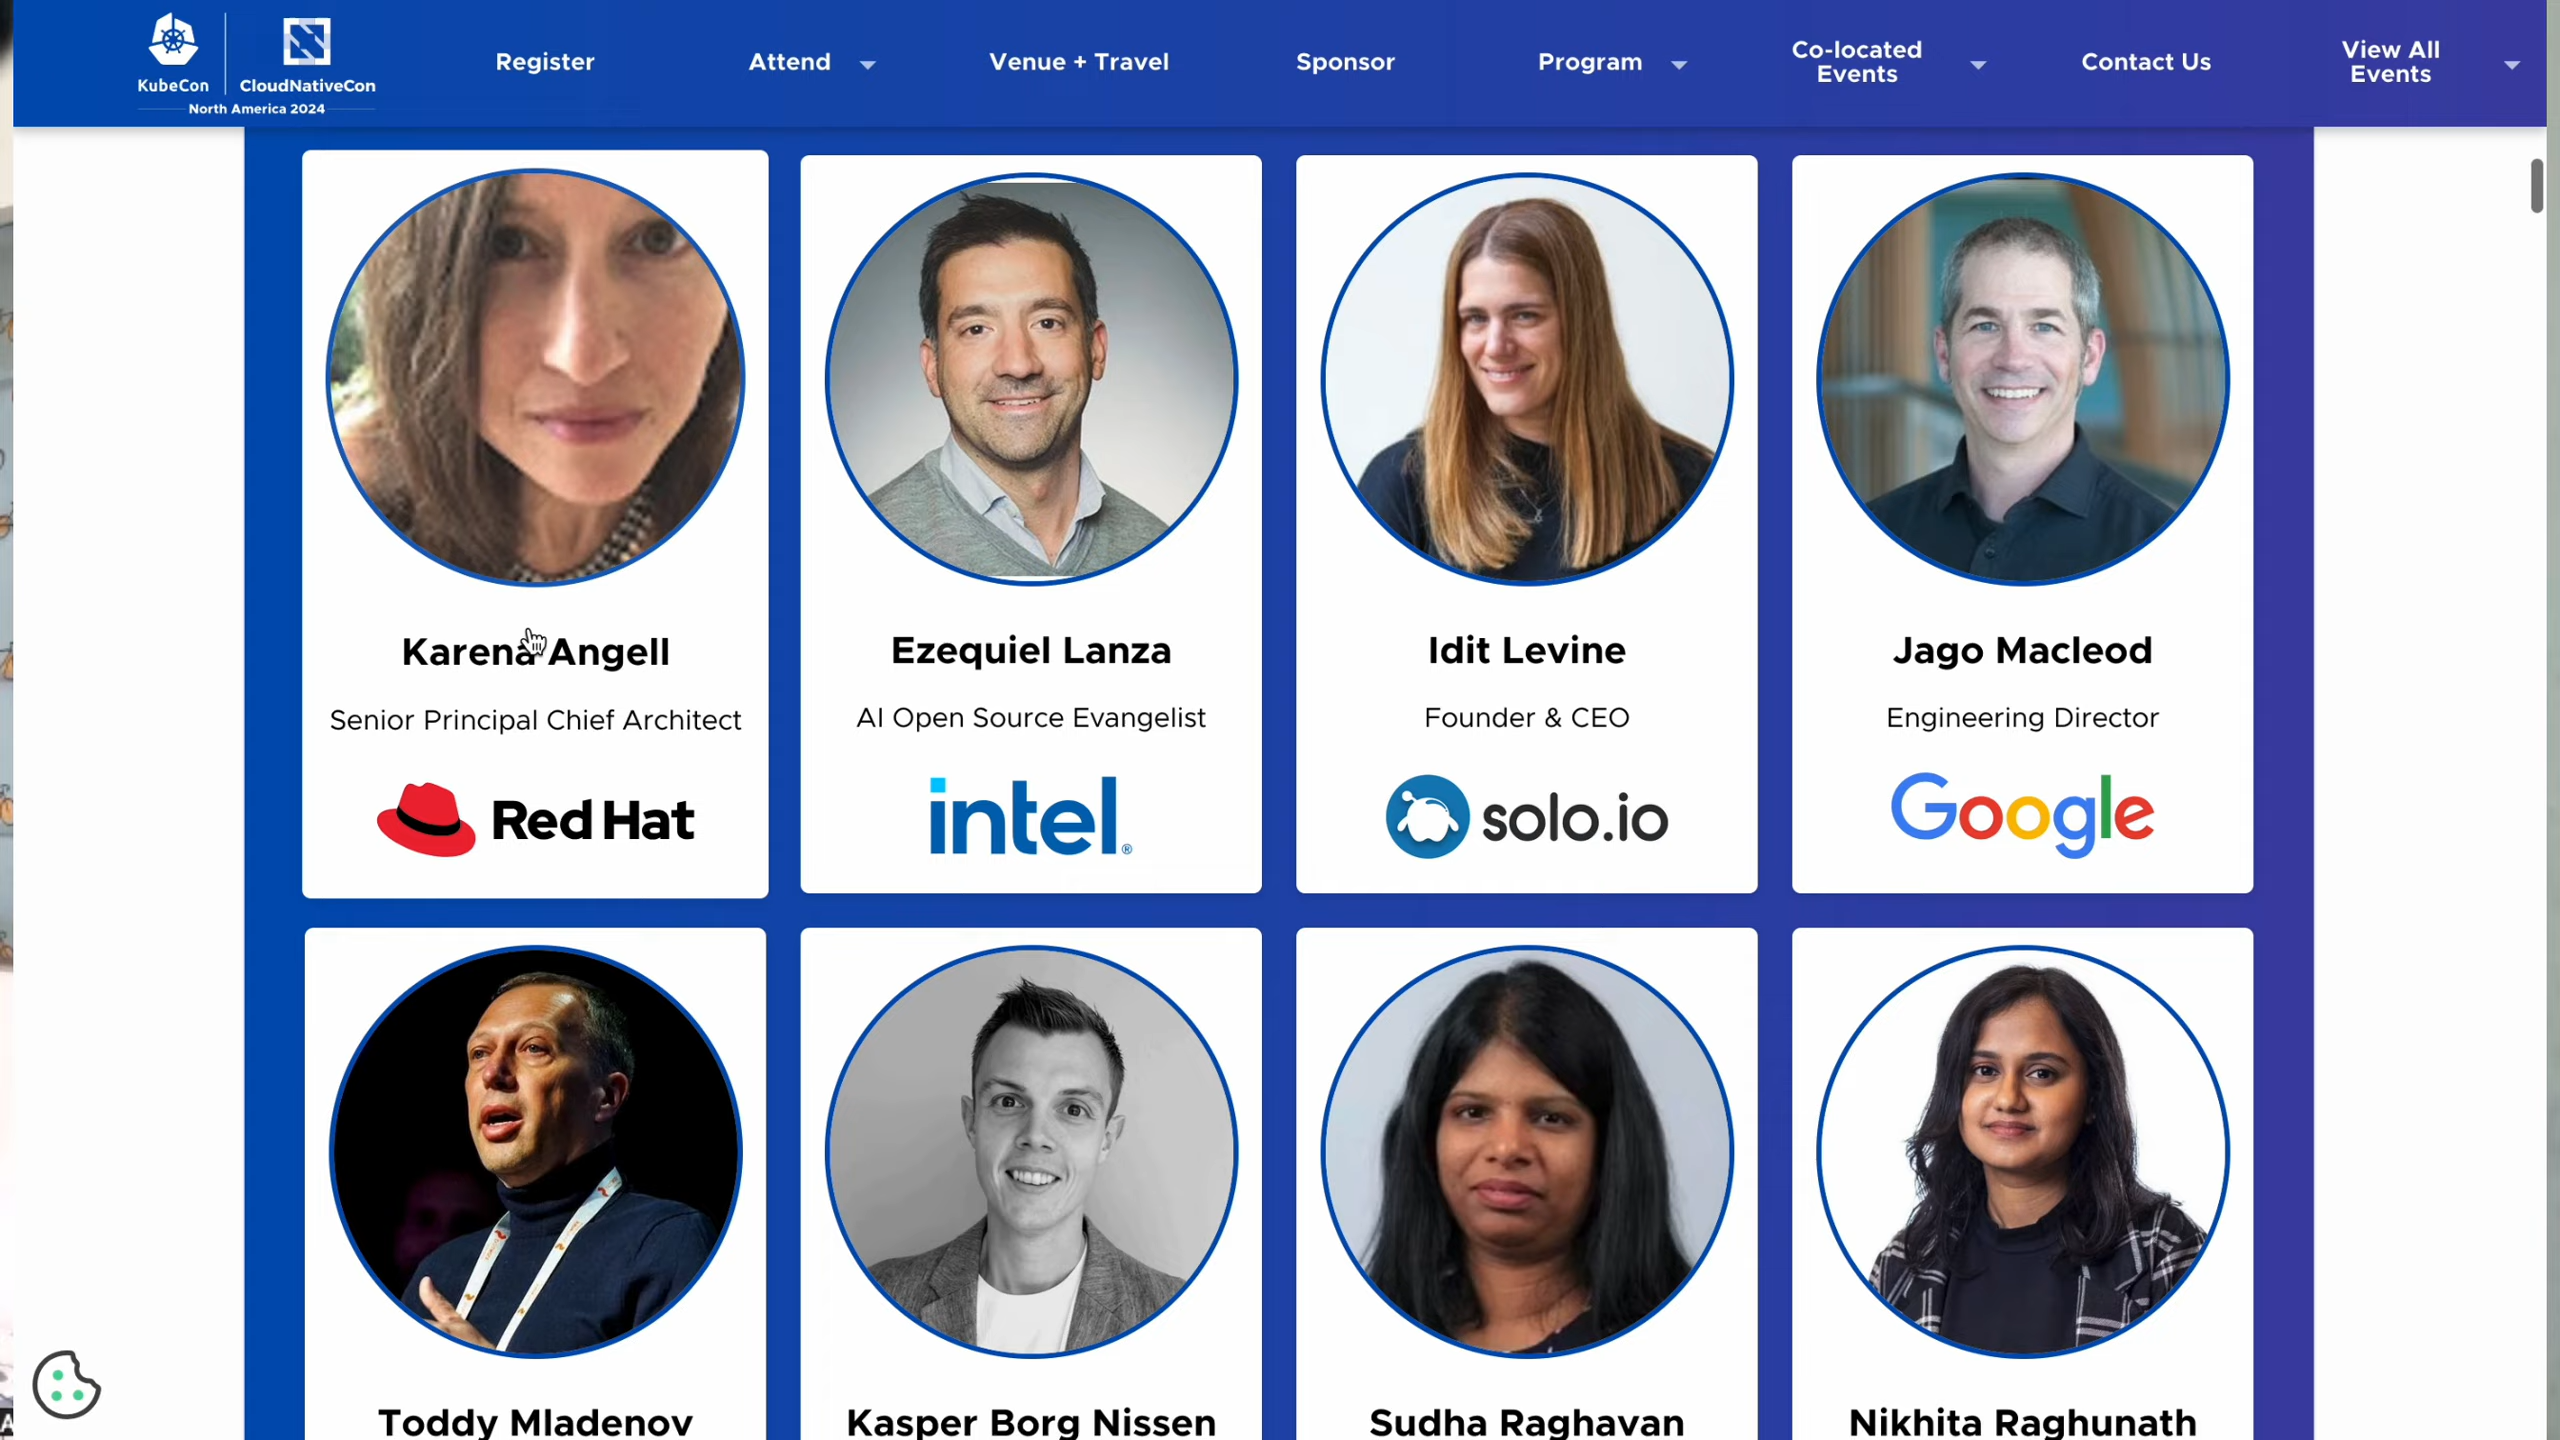 KubeCon
CloudNativeCon
North America 2024
Register
Attend
Venue + Travel
Sponsor
Program
Co-located
Events
Contact Us
View All
Events
Karena Angell
Senior Principal Chief Architect
Red Hat
Ezequiel Lanza
AI Open Source Evangelist
intel®
Idit Levine
Founder & CEO
solo.io
Jago Macleod
Engineering Director
Google
Toddy Mladenov
Kasper Borg Nissen
Sudha Raghavan
Nikhita Raghunath